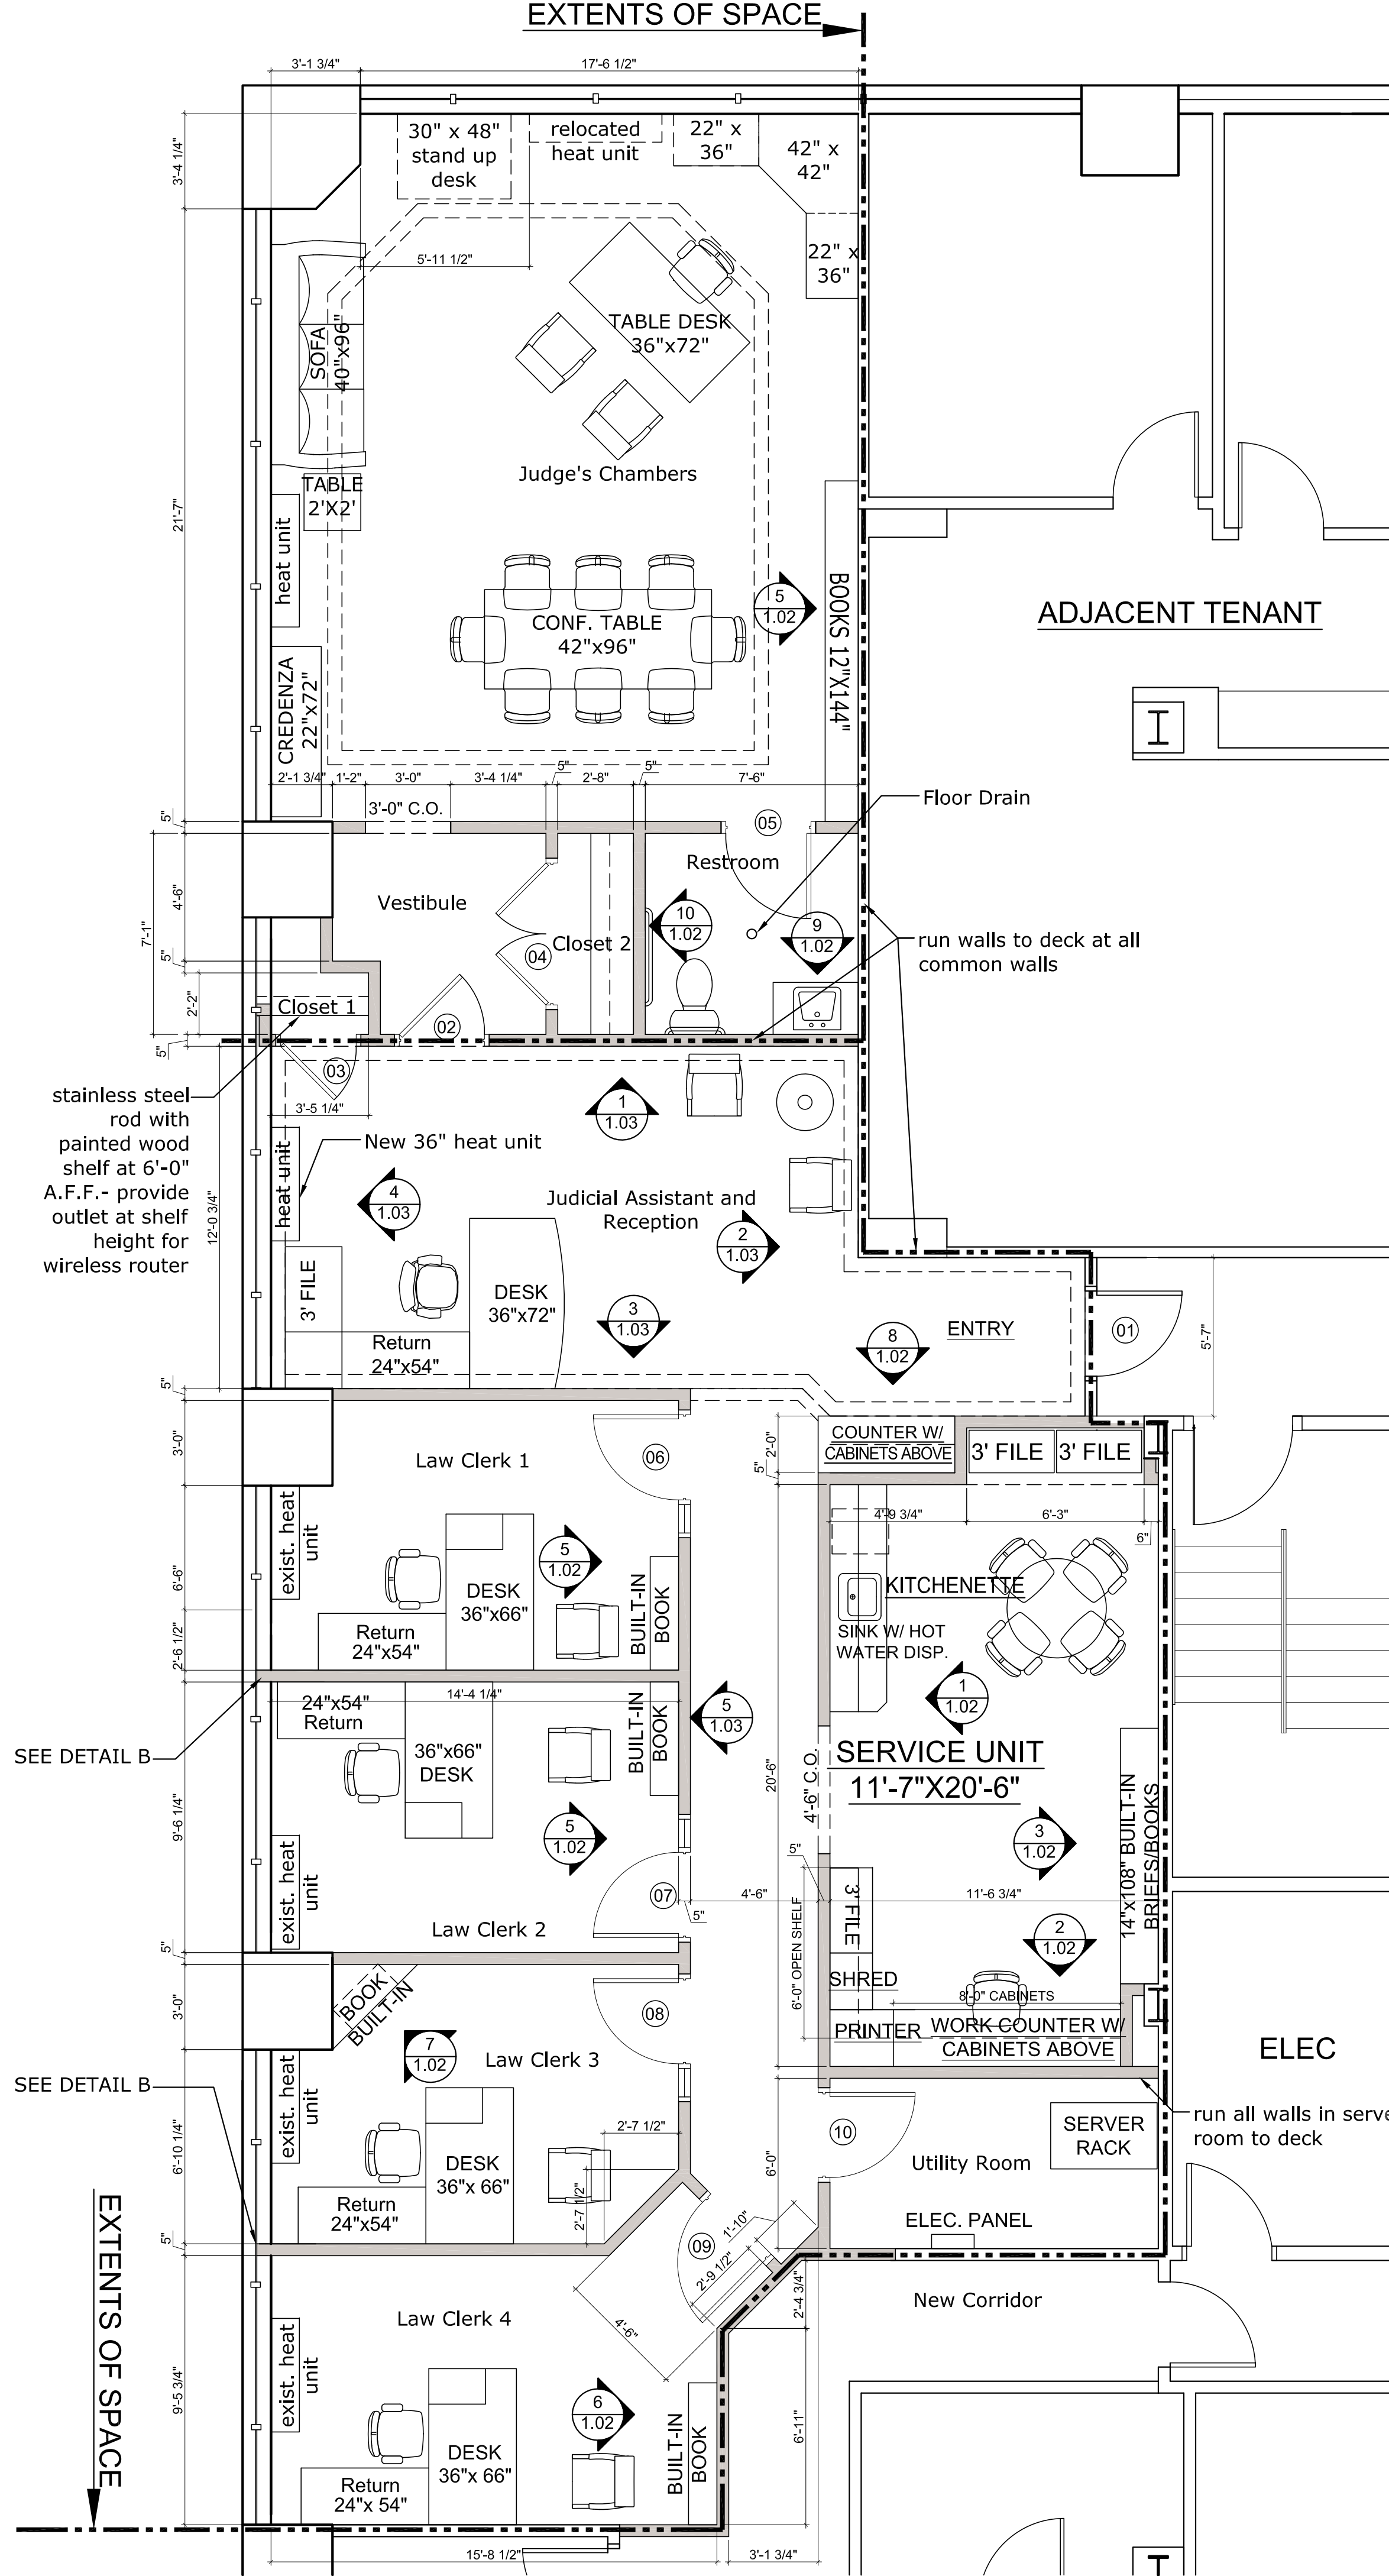 EXTENTS OF SPACE
3'-1 3/4"
17'-6 1/2"
30" x 48"
stand up
desk
relocated
heat unit
22" x
36"
42" x
42"
3'-4 1/4"
22" x
36"
5'-11 1/2"
SOFA
40"x96"
TABLE DESK
36"x72"
Judge's Chambers
TABLE
2'X2'
21'-7"
heat unit
CONF. TABLE
42"x96"
5
1.02
BOOKS 12"X144"
ADJACENT TENANT
CREDENZA
22"x72"
2'-1 3/4"
1'-2"
3'-0"
3'-4 1/4"
5"
2'-8"
5"
7'-6"
3'-0" C.O.
Floor Drain
5"
05
Restroom
Vestibule
4'-6"
7'-1"
10
1.02
9
1.02
04
Closet 2
run walls to deck at all
common walls
5"
2'-2"
Closet 1
02
5"
03
stainless steel
rod with
painted wood
shelf at 6'-0"
A.F.F.- provide
outlet at shelf
height for
wireless router
3'-5 1/4"
1
1.03
New 36" heat unit
heat unit
4
1.03
Judicial Assistant and
Reception
2
1.03
12'-0 3/4"
3' FILE
DESK
36"x72"
3
1.03
Return
24"x54"
8
1.02
ENTRY
01
5'-7"
5"
3'-0"
Law Clerk 1
06
COUNTER W/
CABINETS ABOVE
3' FILE
3' FILE
2'-0"
5"
4'-9 3/4"
6'-3"
6"
exist. heat
unit
6'-6"
5
1.02
DESK
36"x66"
BUILT-IN
BOOK
KITCHENETTE
SINK W/ HOT
WATER DISP.
Return
24"x54"
2'-6 1/2"
14'-4 1/4"
24"x54"
Return
1
1.02
5
1.03
SEE DETAIL B
36"x66"
DESK
BUILT-IN
BOOK
SERVICE UNIT
11'-7"X20'-6"
20'-6"
4'-6" C.O.
9'-6 1/4"
5
1.02
3
1.02
14"x108" BUILT-IN
BRIEFS/BOOKS
exist. heat
unit
5"
07
4'-6"
11'-6 3/4"
5"
Law Clerk 2
3' FILE
6'-0" OPEN SHELF
2
1.02
5"
BOOK
BUILT-IN
SHRED
8'-0" CABINETS
3'-0"
08
PRINTER
WORK COUNTER W/
CABINETS ABOVE
7
1.02
Law Clerk 3
ELEC
SEE DETAIL B
exist. heat
unit
10
SERVER
RACK
run all walls in serve
room to deck
6'-10 1/4"
2'-7 1/2"
DESK
36"x 66"
Utility Room
6'-0"
Return
24"x54"
2'-7 1/2"
ELEC. PANEL
1'-10"
5"
09
2'-9 1/2"
EXTENTS OF SPACE
Law Clerk 4
4'-6"
2'-4 3/4"
New Corridor
exist. heat
unit
9'-5 3/4"
6
1.02
DESK
36"x 66"
BUILT-IN
BOOK
6'-11"
Return
24"x 54"
15'-8 1/2"
3'-1 3/4"